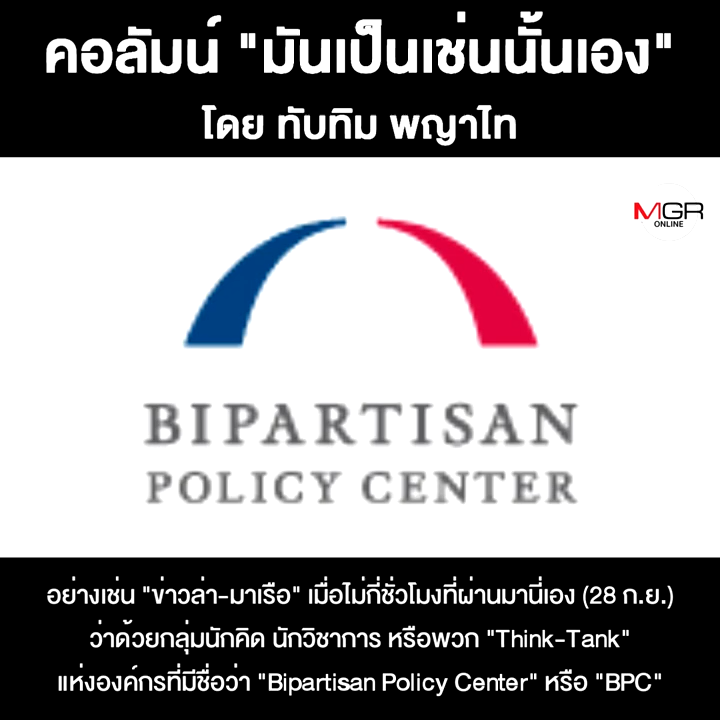 คอลัมน์ "มันเป็นเช่นนั้นเอง"
โดย ทับทิม พญาไท
MGR
ONLINE
BIPARTISAN
POLICY CENTER
อย่างเช่น "ข่าวล่า-มาเรือ" เมื่อไม่กี่ชั่วโมงที่ผ่านมานี่เอง (28 ก.ย.)
ว่าด้วยกลุ่มนักคิด นักวิชาการ หรือพวก "Think-Tank"
แห่งองค์กรที่มีชื่อว่า "Bipartisan Policy Center" หรือ "BPC"